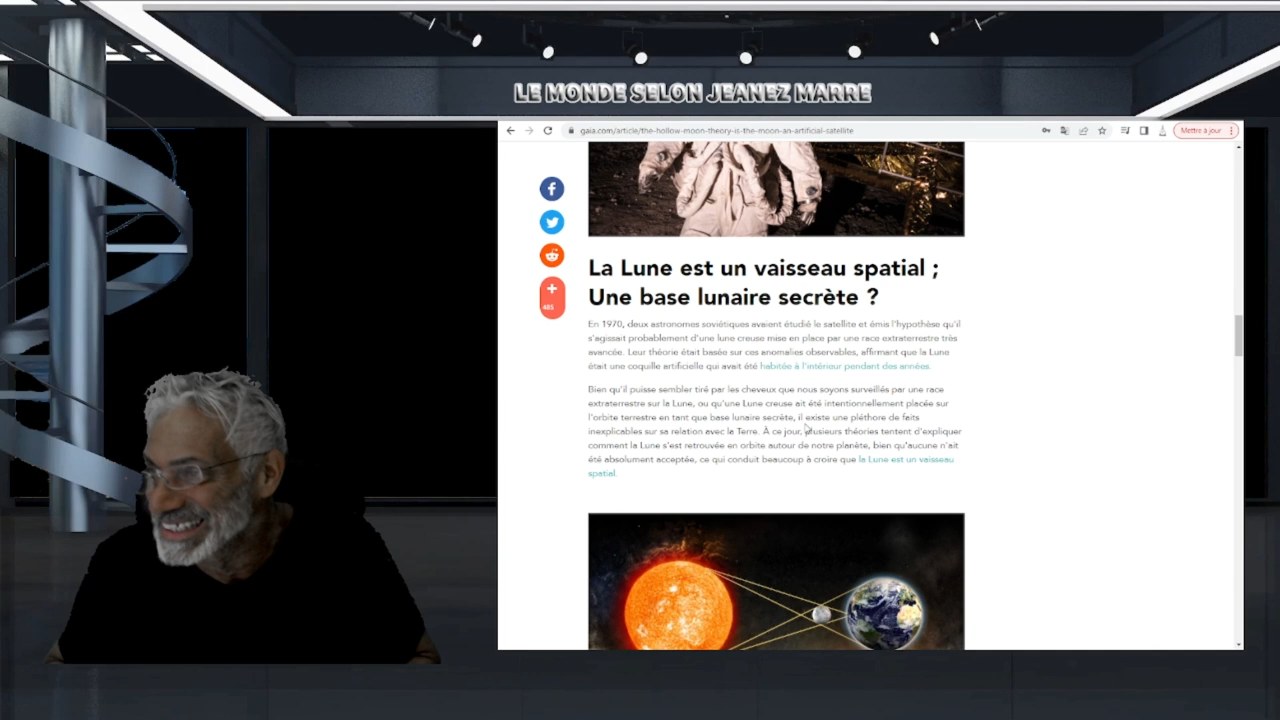 LE MONDE SELON JEANEZ MARRE
gaia.com/article/the-hollow-moon-theory-is-the-moon-an-artificial-satellite
Mettre à jour
485
La Lune est un vaisseau spatial ;
Une base lunaire secrète ?
En 1970, deux astronomes soviétiques avaient étudié le satellite et émis l'hypothèse qu'il
s'agissait probablement d'une lune creuse mise en place par une race extraterrestre très
avancée. Leur théorie était basée sur ces anomalies observables, affirmant que la Lune
était une coquille artificielle qui avait été habitée à l'intérieur pendant des années.
Bien qu'il puisse sembler tiré par les cheveux que nous soyons surveillés par une race
extraterrestre sur la Lune, ou qu'une Lune creuse ait été intentionnellement placée sur
l'orbite terrestre en tant que base lunaire secrète, il existe une pléthore de faits
inexplicables sur sa relation avec la Terre. À ce jour, plusieurs théories tentent d'expliquer
comment la Lune s'est retrouvée en orbite autour de notre planète, bien qu'aucune n'ait
été absolument acceptée, ce qui conduit beaucoup à croire que la Lune est un vaisseau
spatial.